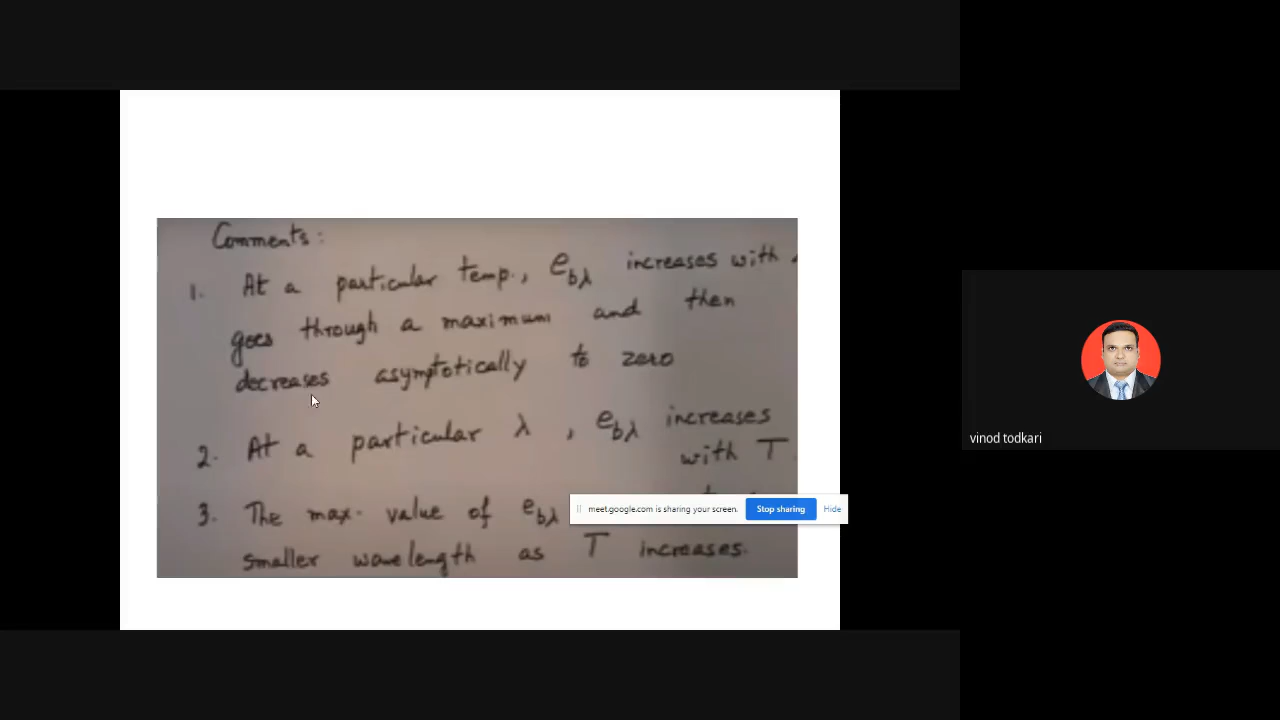 Comments:
1. At a particular temp., e_bλ increases with
goes through a maximum and then
decreases asymptotically to zero
2. At a particular λ, e_bλ increases
with T.
3. The max. value of e_bλ
smaller wavelength as T increases.
meet.google.com is sharing your screen.
Stop sharing
Hide
vinod todkari